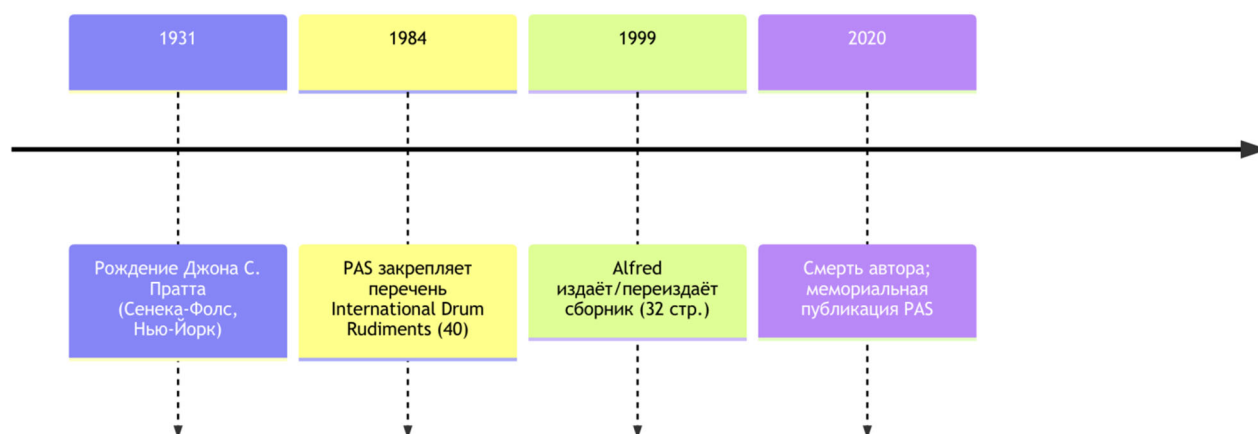 1931
1984
1999
2020
Рождение Джона С.
Пратта
(Сенека-Фолс,
Нью-Йорк)
PAS закрепляет
перечень
International Drum
Rudiments (40)
Alfred
издаёт/переиздаёт
сборник (32 стр.)
Смерть автора;
мемориальная
публикация PAS